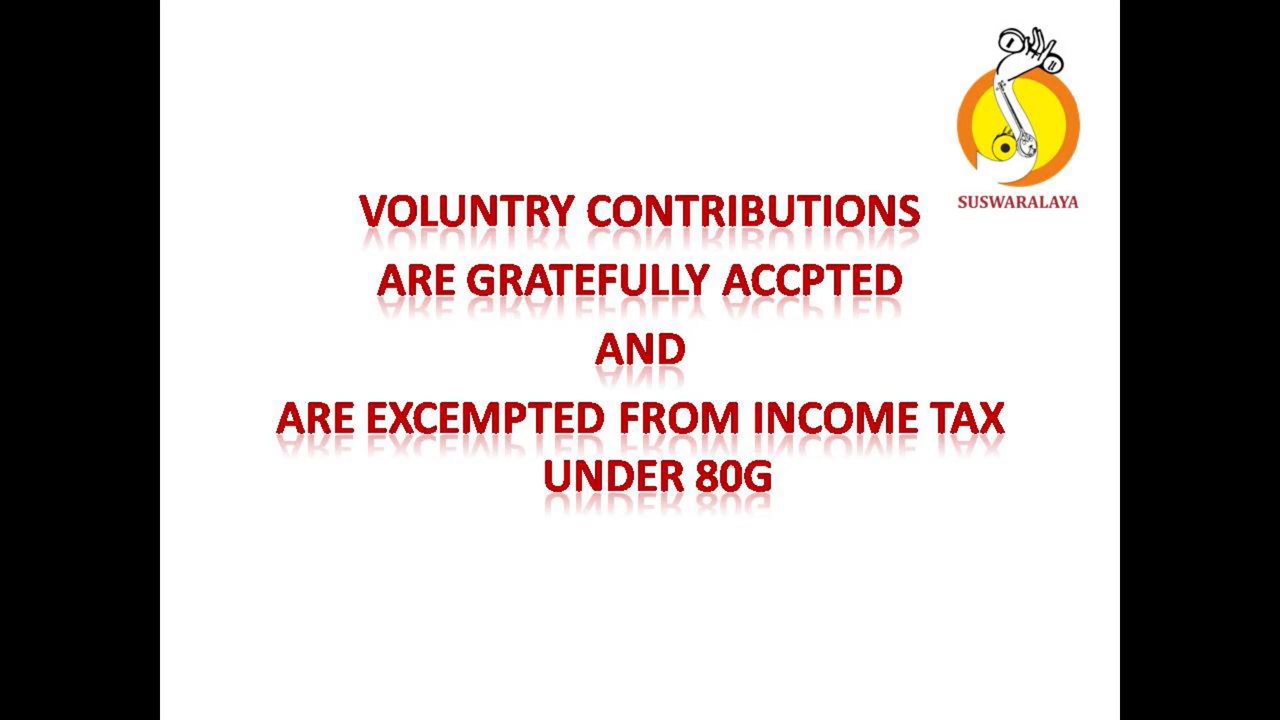 SUSWARALAYA
VOLUNTRY CONTRIBUTIONS
ARE GRATEFULLY ACCPTED
AND
ARE EXCEMPTED FROM INCOME TAX
UNDER 80G